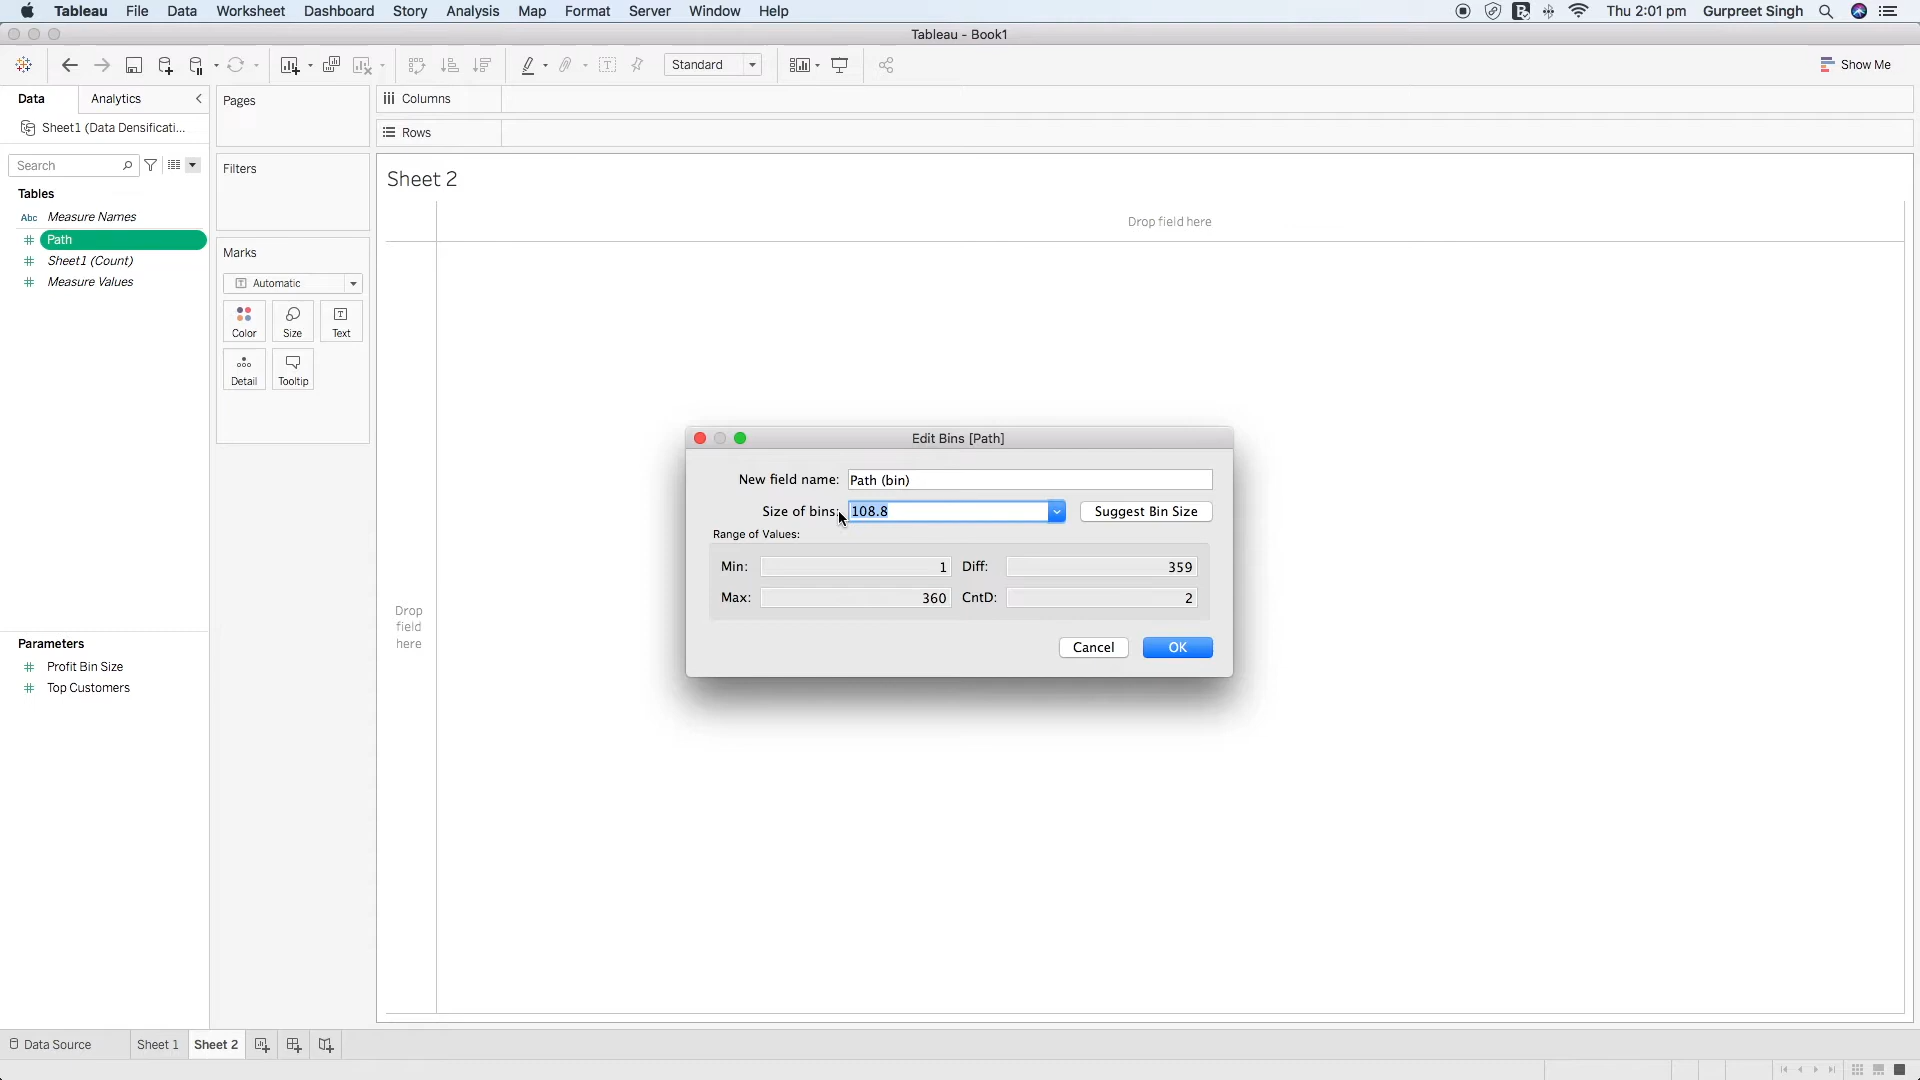 Tableau File Data Worksheet Dashboard Story Analysis Map Format Server Window Help
Thu 2:01 pm Gurpreet Singh
Tableau - Book1
Standard
Show Me
Data Analytics
Sheet1 (Data Densificati...
Search
Tables
Abc Measure Names
Path
Sheet1 (Count)
Measure Values
Parameters
Profit Bin Size
Top Customers
Pages
Filters
Marks
Automatic
Color Size Text
Detail Tooltip
Columns
Rows
Sheet 2
Drop field here
Drop
field
here
Edit Bins [Path]
New field name: Path (bin)
Size of bins: 108.8 Suggest Bin Size
Range of Values:
Min: 1 Diff: 359
Max: 360 CntD: 2
Cancel OK
Data Source Sheet 1 Sheet 2